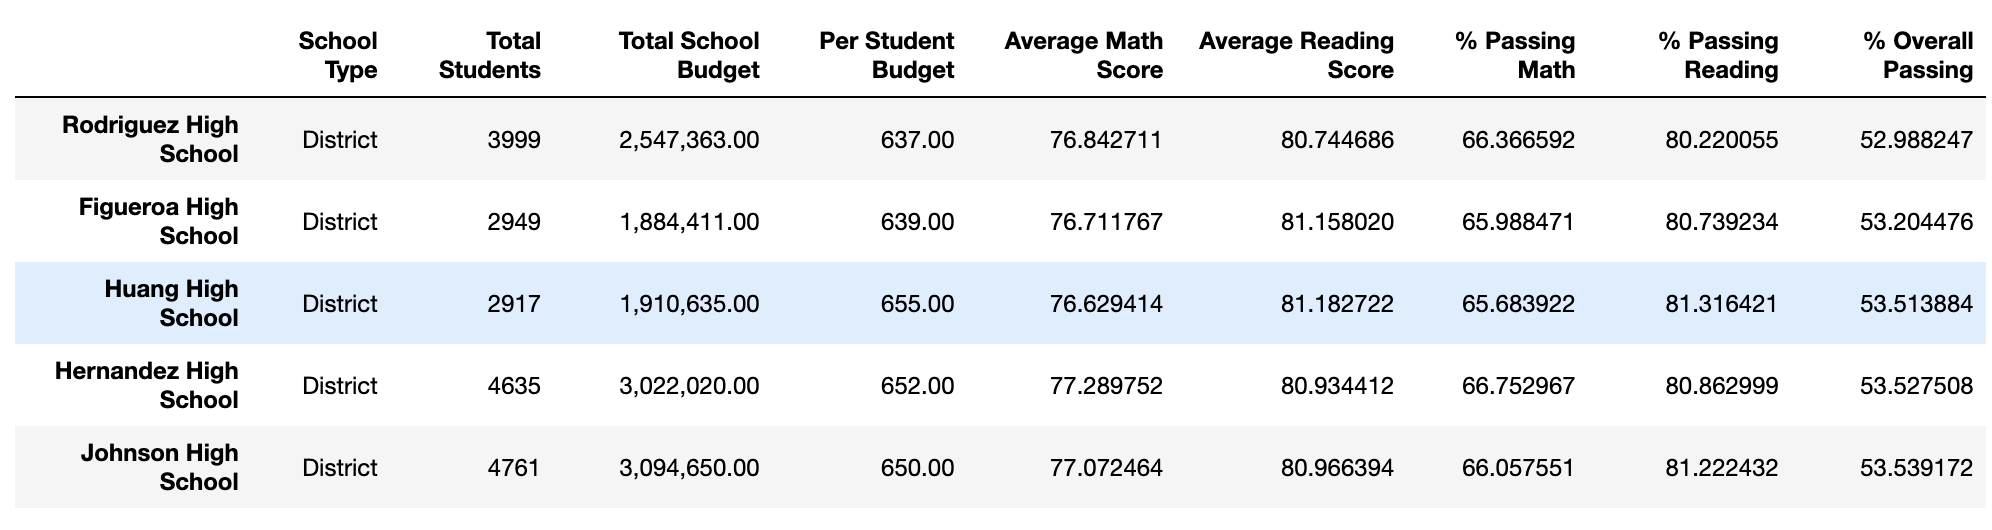 School Total Total School Per Student Average Math Average Reading % Passing % Passing % Overall
Type Students Budget Budget Score Score Math Reading Passing
Rodriguez High
School District 3999 2,547,363.00 637.00 76.842711 80.744686 66.366592 80.220055 52.988247
Figueroa High
School District 2949 1,884,411.00 639.00 76.711767 81.158020 65.988471 80.739234 53.204476
Huang High
School District 2917 1,910,635.00 655.00 76.629414 81.182722 65.683922 81.316421 53.513884
Hernandez High
School District 4635 3,022,020.00 652.00 77.289752 80.934412 66.752967 80.862999 53.527508
Johnson High
School District 4761 3,094,650.00 650.00 77.072464 80.966394 66.057551 81.222432 53.539172